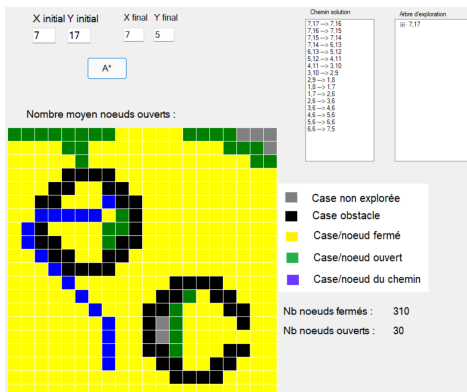 X initial Y initial
7 17
X final Y final
7 5
A*
Nombre moyen noeuds ouverts :
Chemin solution
7,17 --> 7,16
7,16 --> 7,15
7,15 --> 7,14
7,14 --> 6,13
6,13 --> 5,12
5,12 --> 4,11
4,11 --> 3,10
3,10 --> 2,9
2,9 --> 1,8
1,8 --> 1,7
1,7 --> 2,6
2,6 --> 3,6
3,6 --> 4,6
4,6 --> 5,6
5,6 --> 6,6
6,6 --> 7,5
Arbre d'exploration
7,17
Case non explorée
Case obstacle
Case/noeud fermé
Case/noeud ouvert
Case/noeud du chemin
Nb noeuds fermés : 310
Nb noeuds ouverts : 30